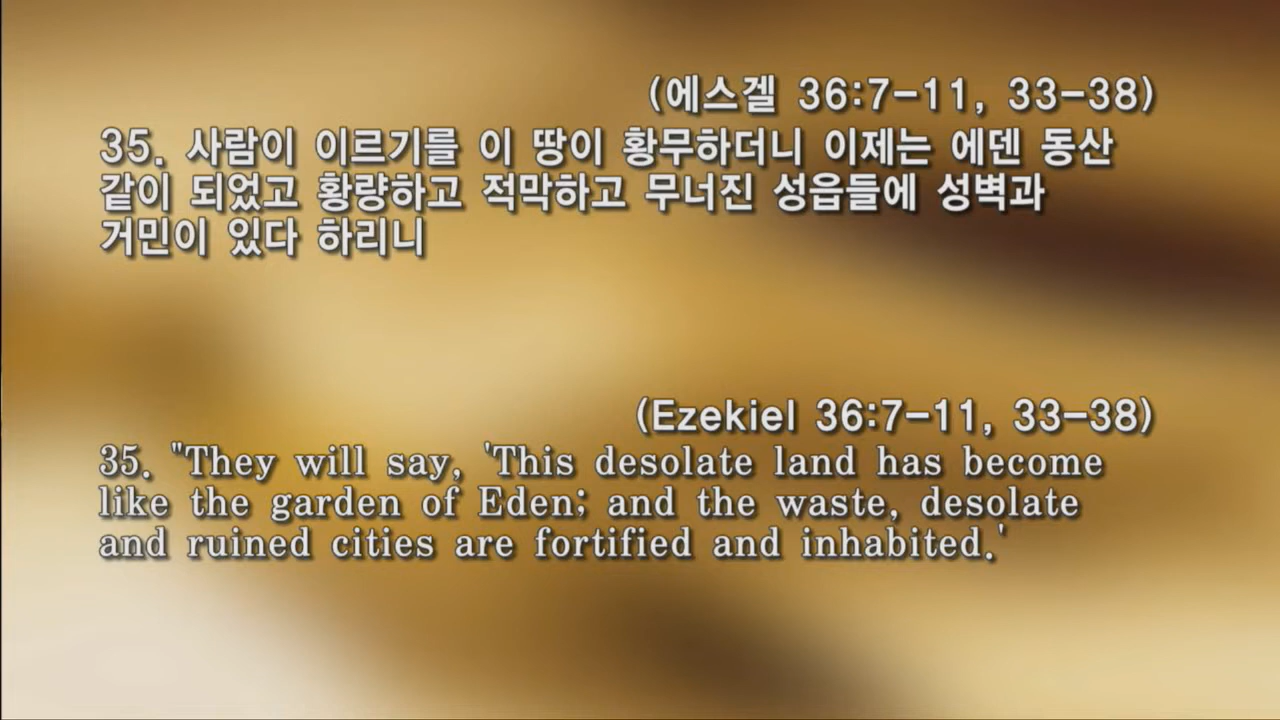 (에스겔 36:7-11, 33-38)
35. 사람이 이르기를 이 땅이 황무하더니 이제는 에덴 동산
같이 되었고 황량하고 적막하고 무너진 성읍들에 성벽과
거민이 있다 하리니
(Ezekiel 36:7-11, 33-38)
35. "They will say, 'This desolate land has become
like the garden of Eden; and the waste, desolate
and ruined cities are fortified and inhabited.'